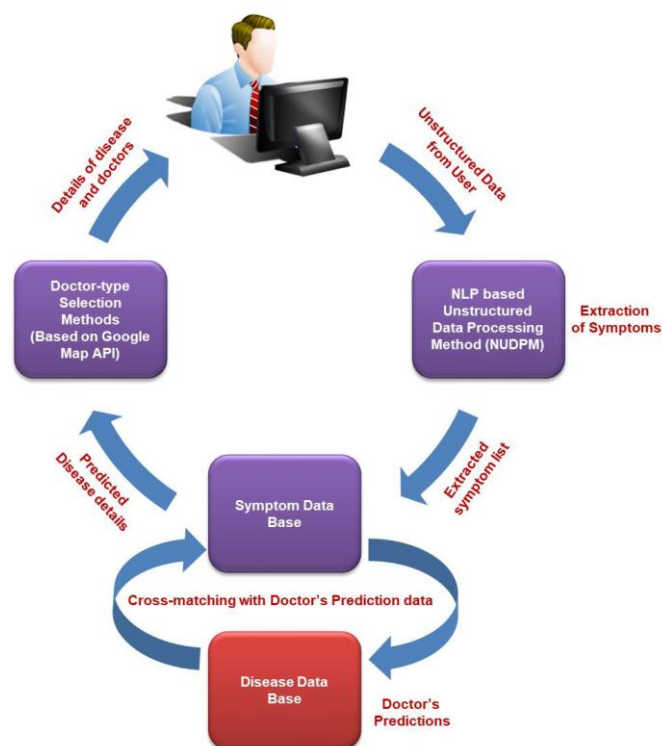 Details of disease
and doctors
Unstructured Data
from User
Doctor-type
Selection
Methods
(Based on Google
Map API)
NLP based
Unstructured
Data Processing
Method (NUDPM)
Extraction
of Symptoms
Predicted
Disease details
Extracted
symptom list
Symptom Data
Base
Cross-matching with Doctor's Prediction data
Disease Data
Base
Doctor's
Predictions